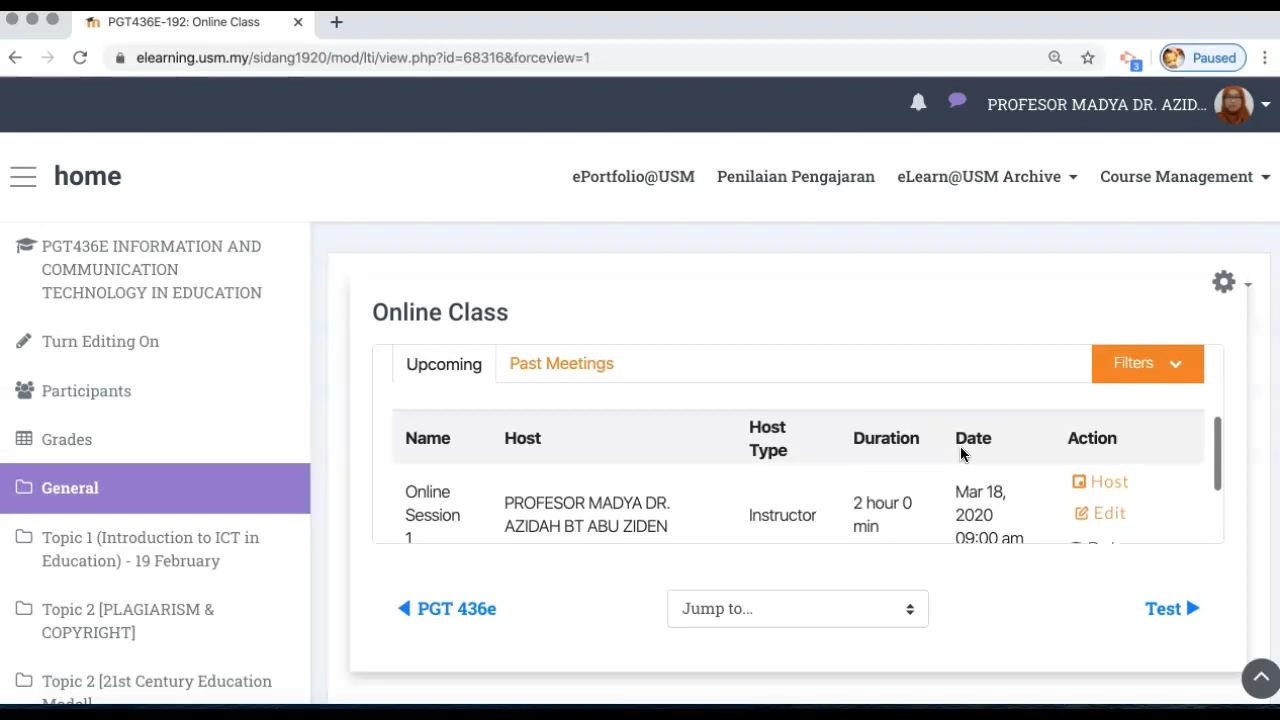 PGT436E-192: Online Class
elearning.usm.my/sidang1920/mod/lti/view.php?id=68316&forceview=1
3
Paused
PROFESOR MADYA DR. AZID...
home
ePortfolio@USM
Penilaian Pengajaran
eLearn@USM Archive
Course Management
PGT436E INFORMATION AND
COMMUNICATION
TECHNOLOGY IN EDUCATION
Turn Editing On
Participants
Grades
General
Topic 1 (Introduction to ICT in
Education) - 19 February
Topic 2 [PLAGIARISM &
COPYRIGHT]
Topic 2 [21st Century Education
Online Class
Upcoming
Past Meetings
Filters
Name
Host
Host
Type
Duration
Date
Action
Online
Session
1
PROFESOR MADYA DR.
AZIDAH BT ABU ZIDEN
Instructor
2 hour 0
min
Mar 18,
2020
09:00 am
Host
Edit
PGT 436e
Jump to...
Test